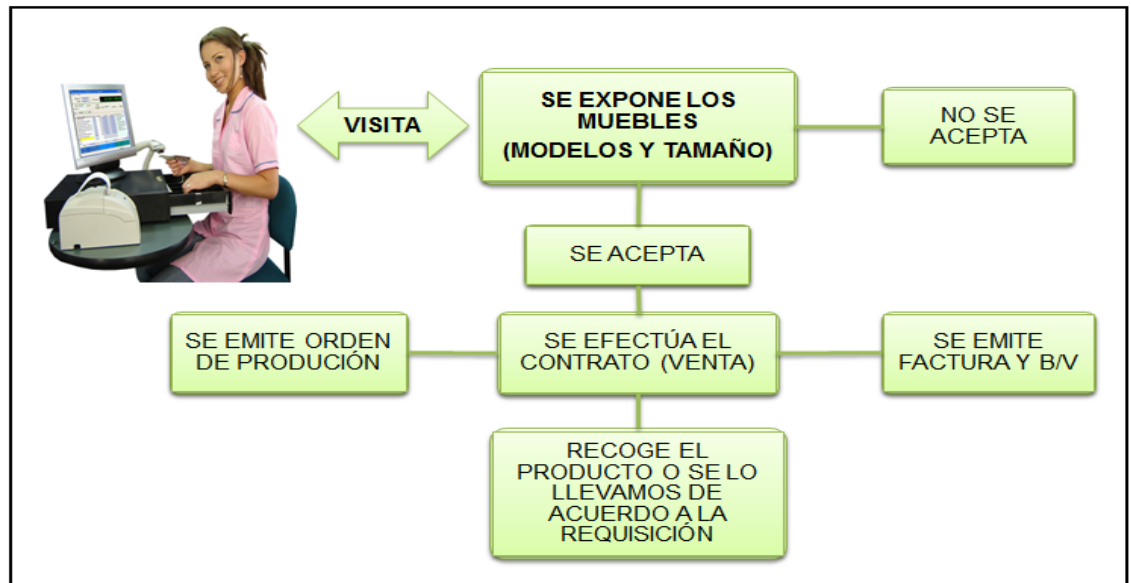 VISITA
SE EXPONE LOS
MUEBLES
(MODELOS Y TAMAÑO)
NO SE
ACEPTA
SE ACEPTA
SE EMITE ORDEN
DE PRODUCIÓN
SE EFECTÚA EL
CONTRATO (VENTA)
SE EMITE
FACTURA Y B/V
RECOGE EL
PRODUCTO O SE LO
LLEVAMOS DE
ACUERDO A LA
REQUISICIÓN